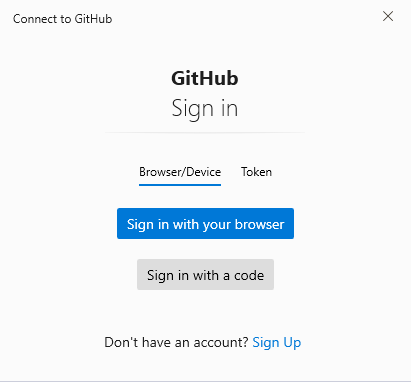 Connect to GitHub
GitHub
Sign in
Browser/Device Token
Sign in with your browser
Sign in with a code
Don't have an account? Sign Up